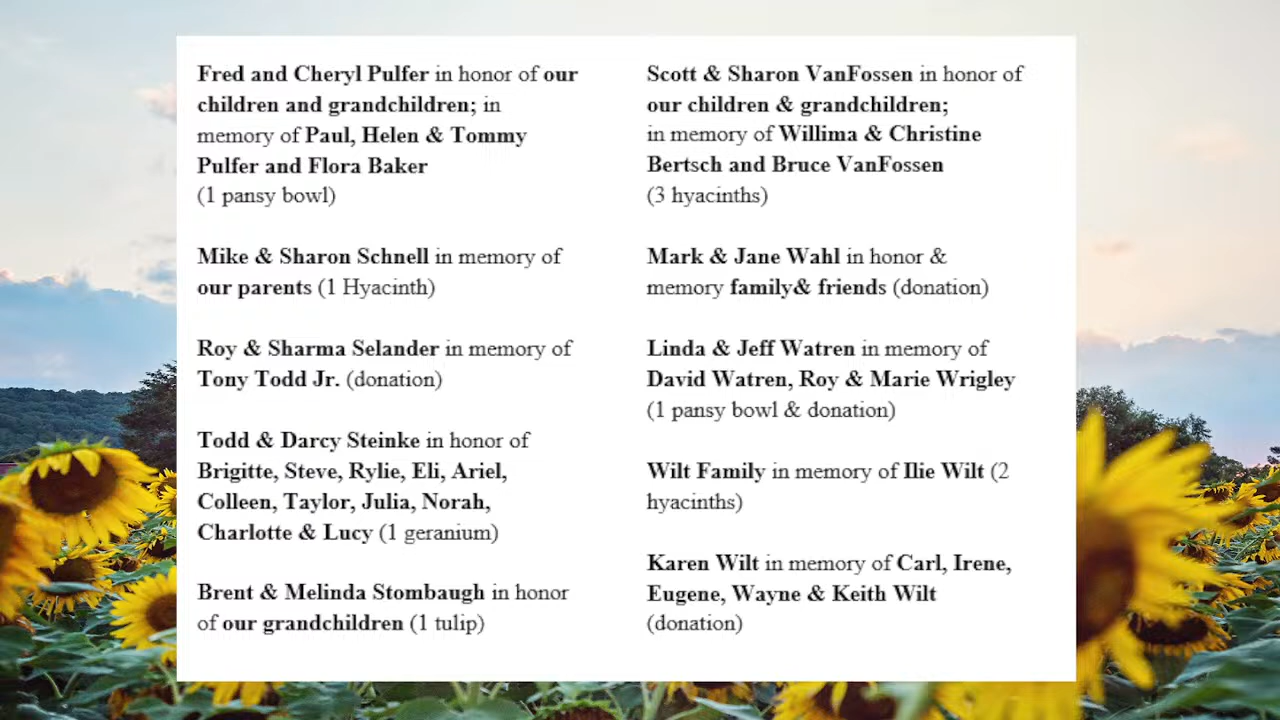 Fred and Cheryl Pulfer in honor of our
children and grandchildren; in
memory of Paul, Helen & Tommy
Pulfer and Flora Baker
(1 pansy bowl)
Mike & Sharon Schnell in memory of
our parents (1 Hyacinth)
Roy & Sharma Selander in memory of
Tony Todd Jr. (donation)
Todd & Darcy Steinke in honor of
Brigitte, Steve, Rylie, Eli, Ariel,
Colleen, Taylor, Julia, Norah,
Charlotte & Lucy (1 geranium)
Brent & Melinda Stombaugh in honor
of our grandchildren (1 tulip)
Scott & Sharon VanFossen in honor of
our children & grandchildren;
in memory of Willima & Christine
Bertsch and Bruce VanFossen
(3 hyacinths)
Mark & Jane Wahl in honor &
memory family& friends (donation)
Linda & Jeff Watren in memory of
David Watren, Roy & Marie Wrigley
(1 pansy bowl & donation)
Wilt Family in memory of Ilie Wilt (2
hyacinths)
Karen Wilt in memory of Carl, Irene,
Eugene, Wayne & Keith Wilt
(donation)